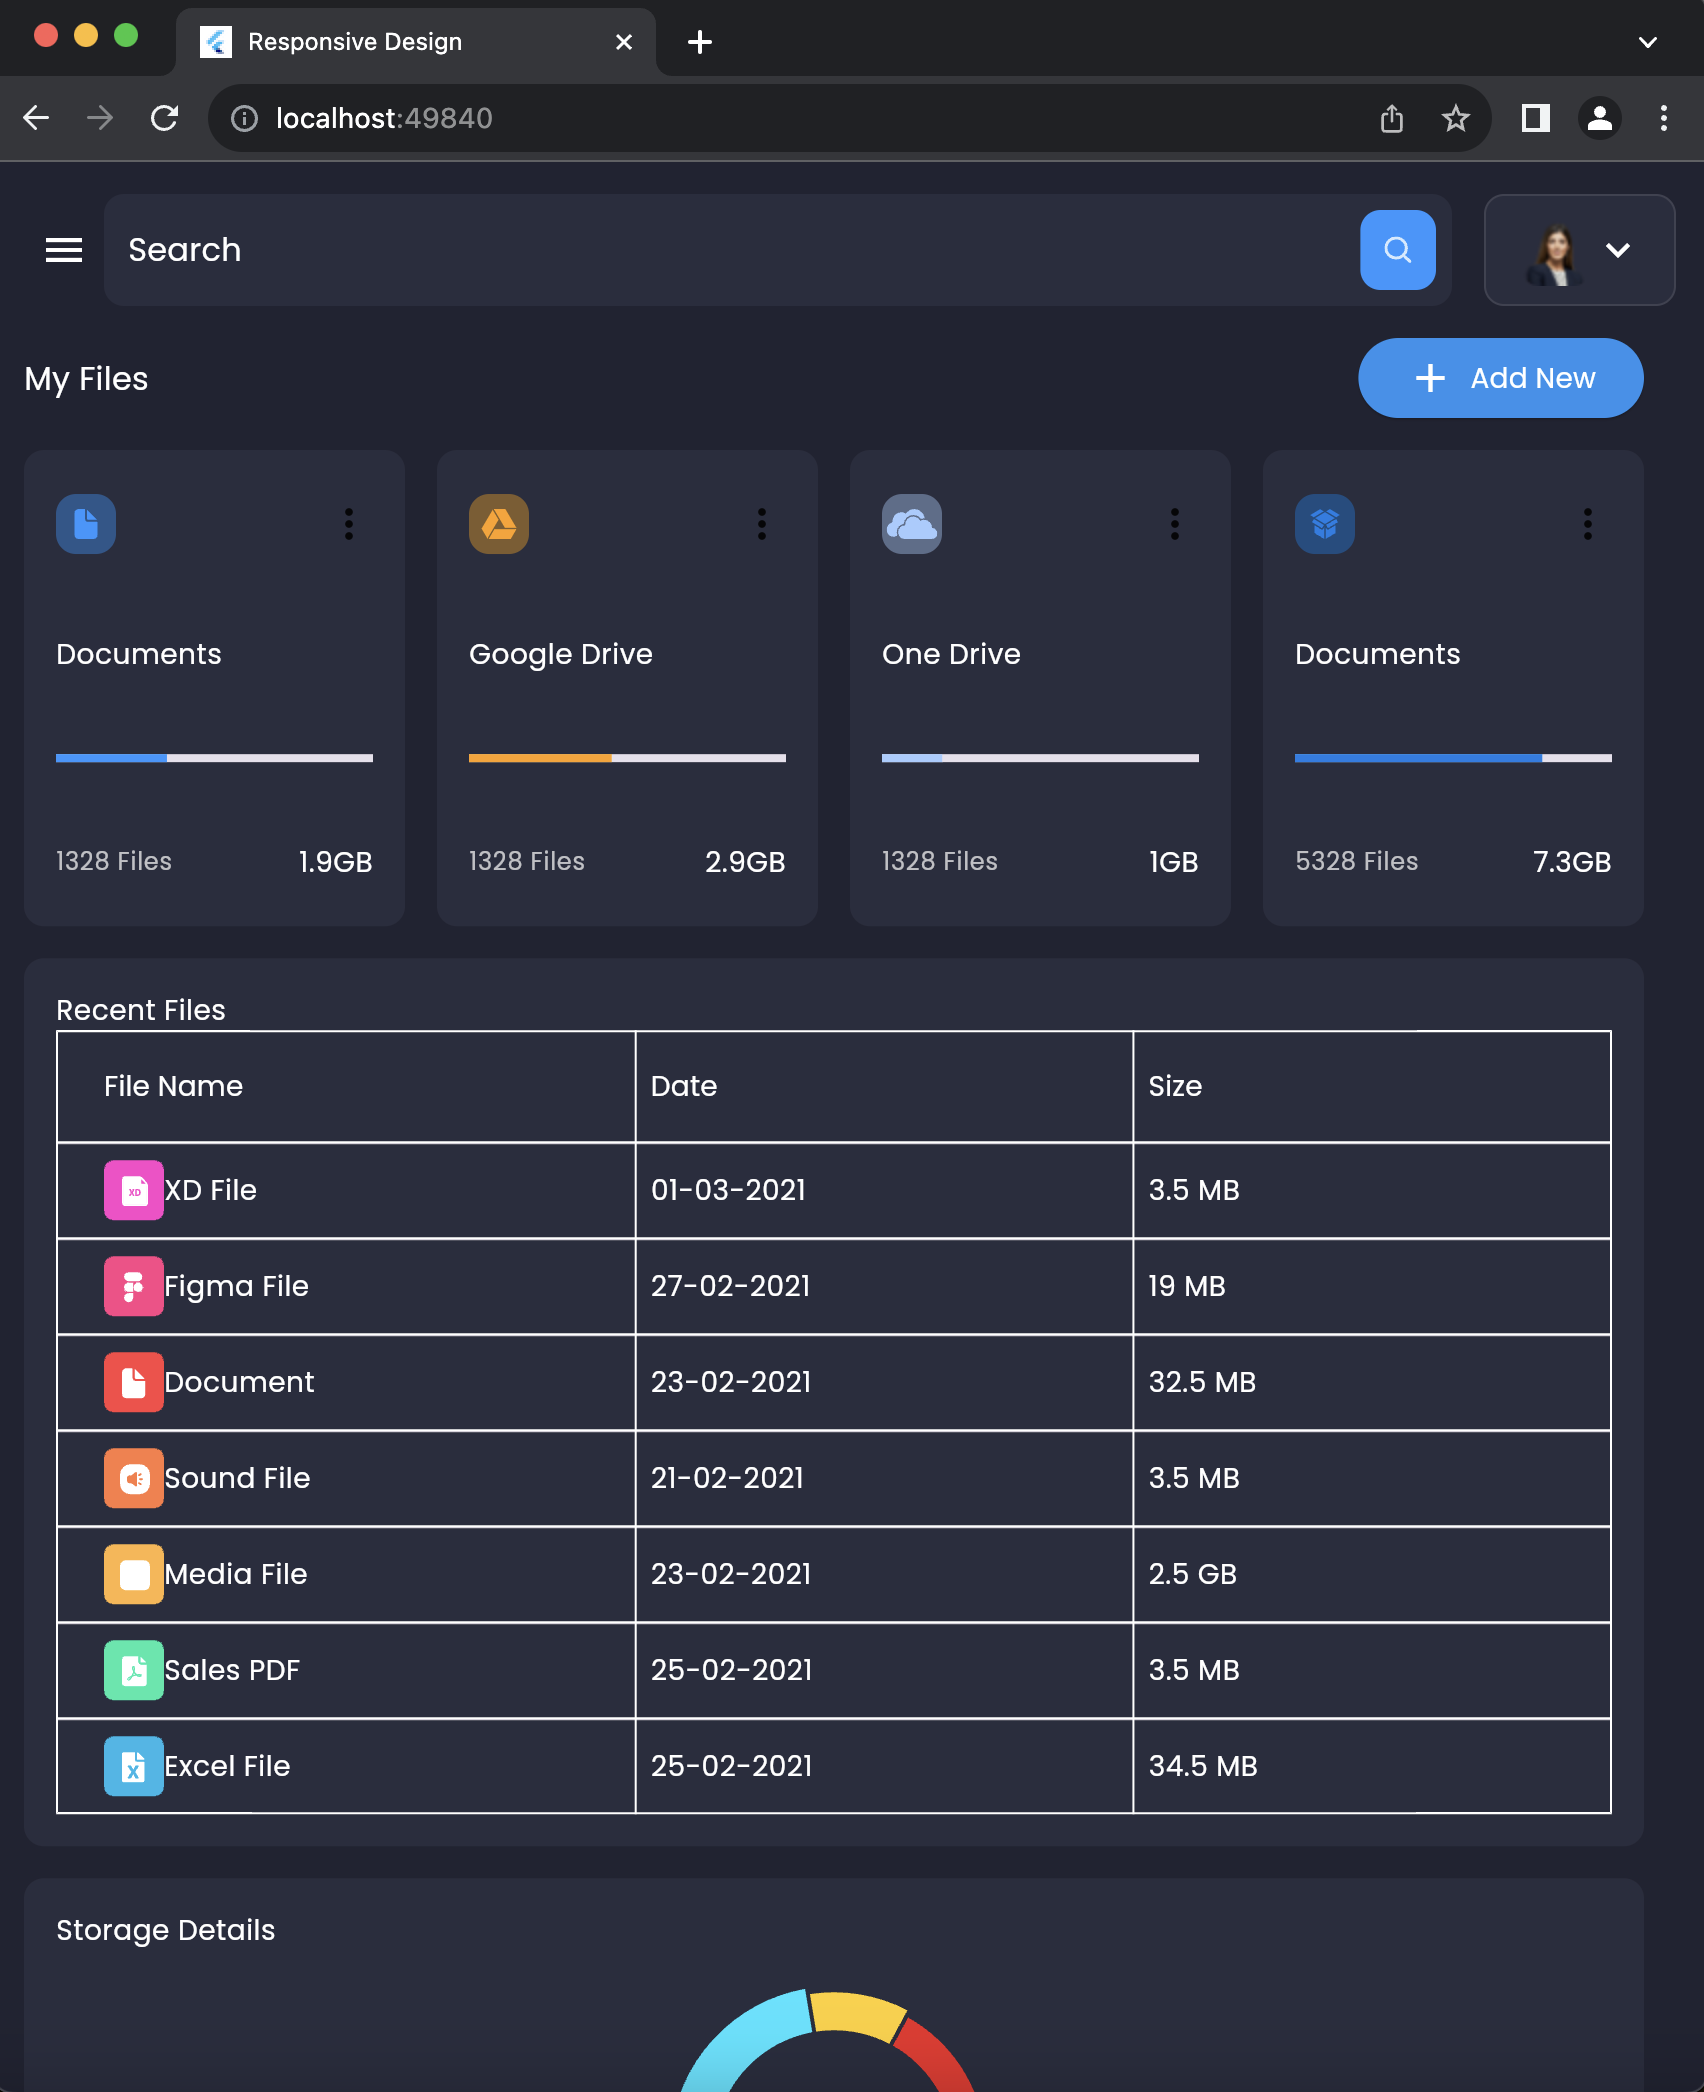 Responsive Design
localhost:49840
Search
My Files
Add New
Documents
Google Drive
One Drive
Documents
1328 Files 1.9GB
1328 Files 2.9GB
1328 Files 1GB
5328 Files 7.3GB
Recent Files
File Name Date Size
XD XD File 01-03-2021 3.5 MB
Figma File 27-02-2021 19 MB
Document 23-02-2021 32.5 MB
Sound File 21-02-2021 3.5 MB
Media File 23-02-2021 2.5 GB
Sales PDF 25-02-2021 3.5 MB
X Excel File 25-02-2021 34.5 MB
Storage Details